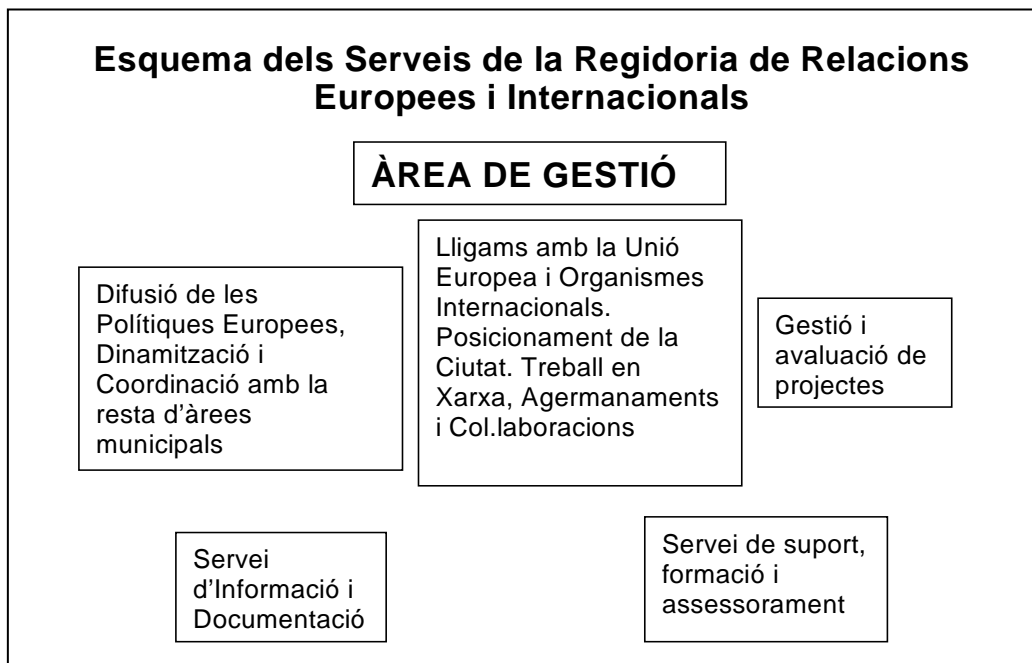 Esquema dels Serveis de la Regidoria de Relacions
Europees i Internacionals
ÀREA DE GESTIÓ
Difusió de les
Polítiques Europees,
Dinamització i
Coordinació amb la
resta d'àrees
municipals
Lligams amb la Unió
Europea i Organismes
Internacionals.
Posicionament de la
Ciutat. Treball en
Xarxa, Agermanaments
i Col.laboracions
Gestió i
avaluació de
projectes
Servei
d’Informació i
Documentació
Servei de suport,
formació i
assessorament